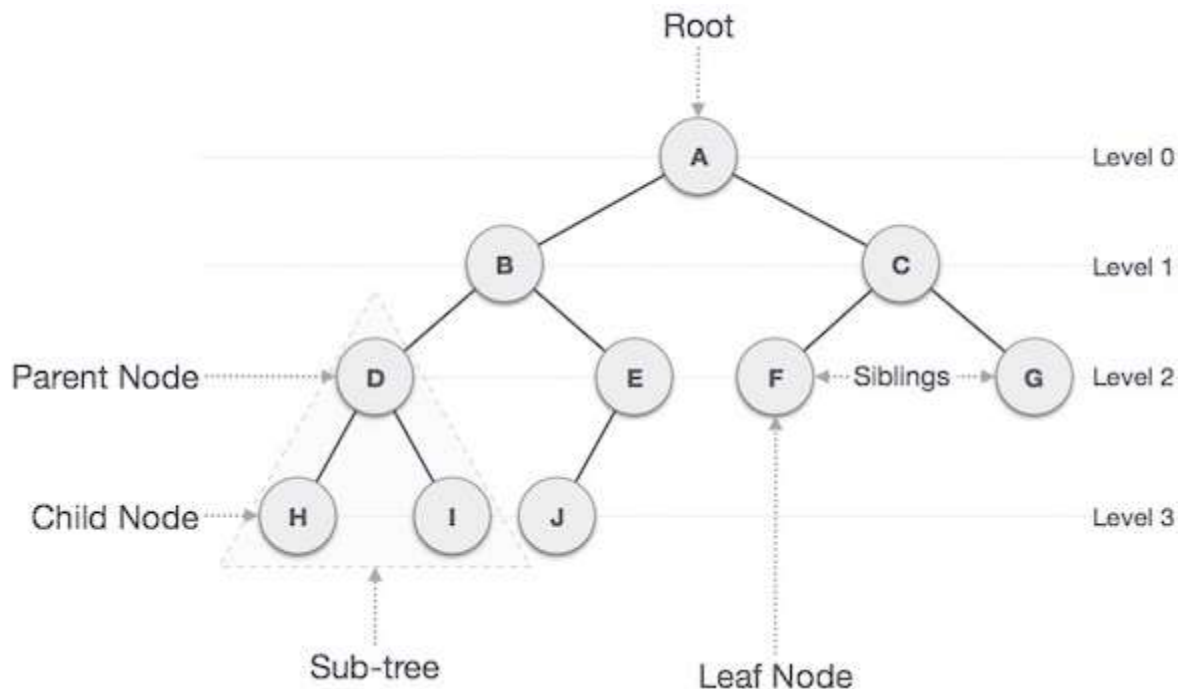 Root
A
Level 0
B
C
Level 1
Parent Node
D
E
F
Siblings
G
Level 2
Child Node
H
I
J
Level 3
Sub-tree
Leaf Node